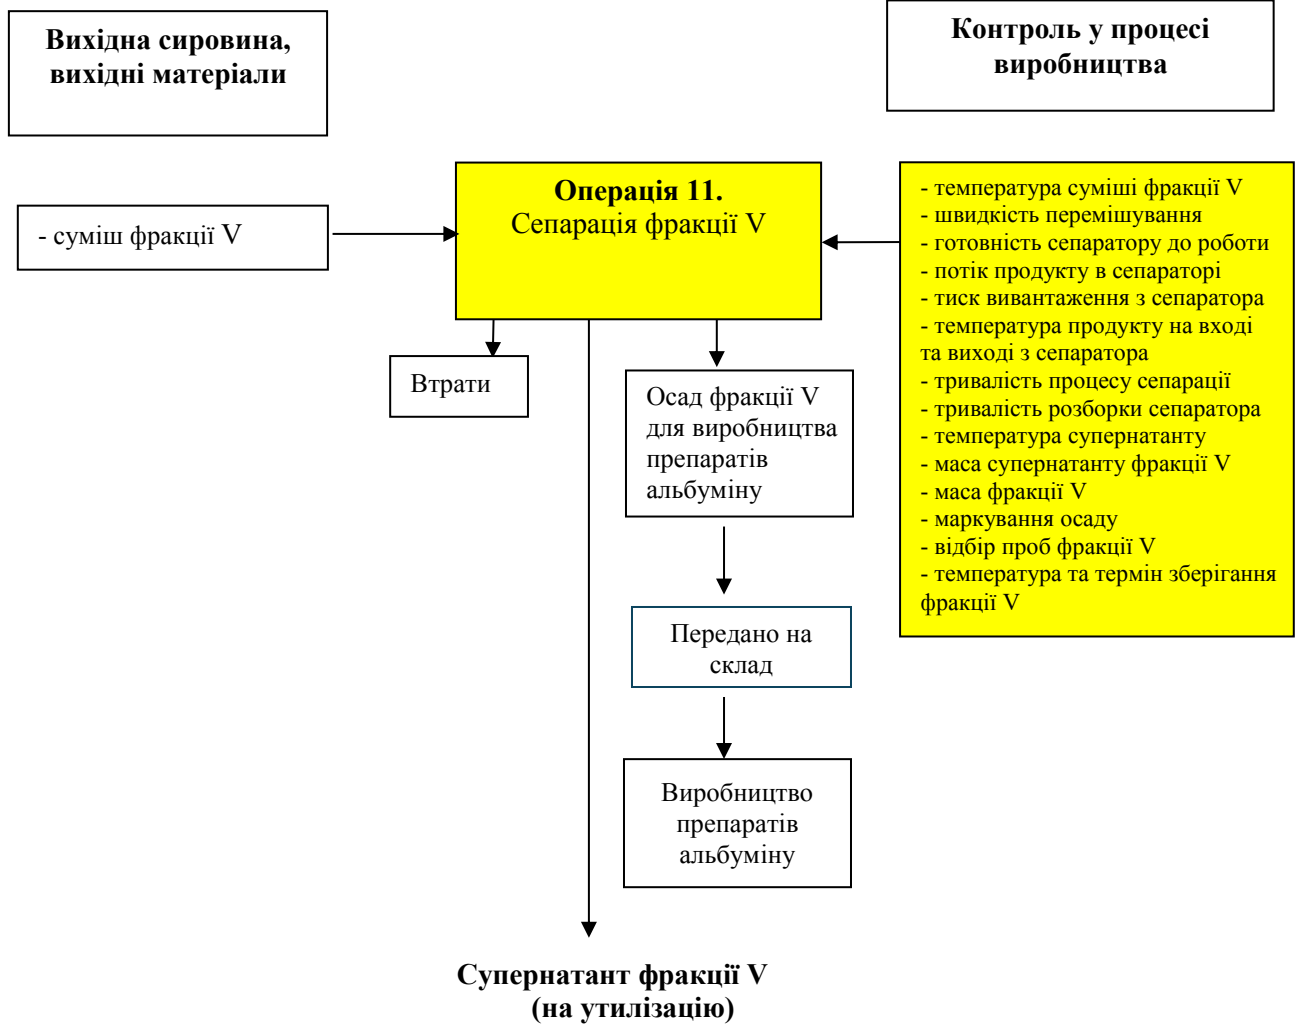 Вихідна сировина,
вихідні матеріали
Контроль у процесі
виробництва
- суміш фракції V
Операція 11.
Сепарація фракції V
- температура суміші фракції V
- швидкість перемішування
- готовність сепаратору до роботи
- потік продукту в сепараторі
- тиск вивантаження з сепаратора
- температура продукту на вході
та виході з сепаратора
- тривалість процесу сепарації
- тривалість розборки сепаратора
- температура супернатанту
- маса супернатанту фракції V
- маса фракції V
- маркування осаду
- відбір проб фракції V
- температура та термін зберігання
фракції V
Втрати
Осад фракції V
для виробництва
препаратів
альбуміну
Передано на
склад
Виробництво
препаратів
альбуміну
Супернатант фракції V
(на утилізацію)